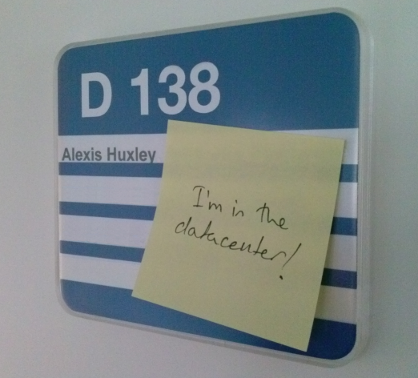 D 138
Alexis Huxley
I'm in the
datacenter!